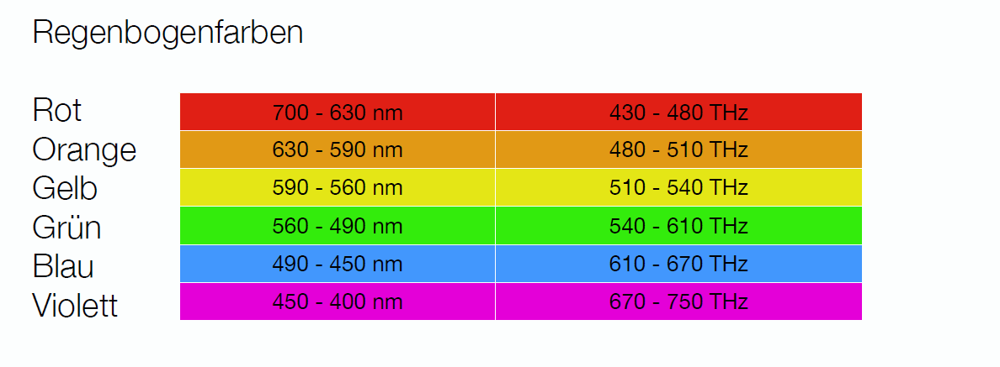 Regenbogenfarben
Rot 700 - 630 nm 430 - 480 THz
Orange 630 - 590 nm 480 - 510 THz
Gelb 590 - 560 nm 510 - 540 THz
Grün 560 - 490 nm 540 - 610 THz
Blau 490 - 450 nm 610 - 670 THz
Violett 450 - 400 nm 670 - 750 THz